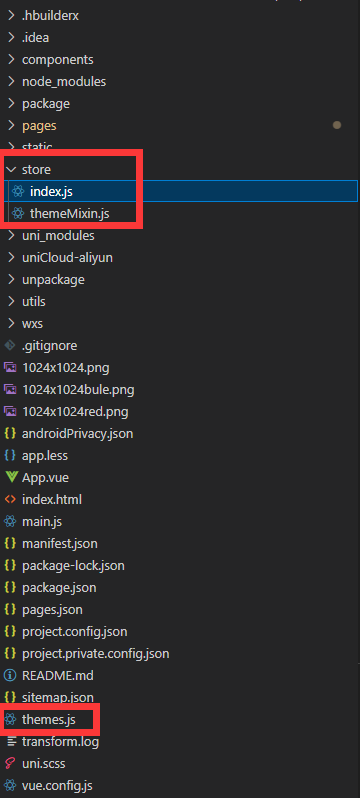 .hbuilderx
.idea
components
node_modules
package
pages
static
store
index.js
themeMixin.js
uni_modules
uniCloud-aliyun
unpackage
utils
wxs
.gitignore
1024x1024.png
1024x1024bule.png
1024x1024red.png
androidPrivacy.json
app.less
App.vue
index.html
main.js
manifest.json
package-lock.json
package.json
pages.json
project.config.json
project.private.config.json
README.md
sitemap.json
themes.js
transform.log
uni.scss
vue.config.js